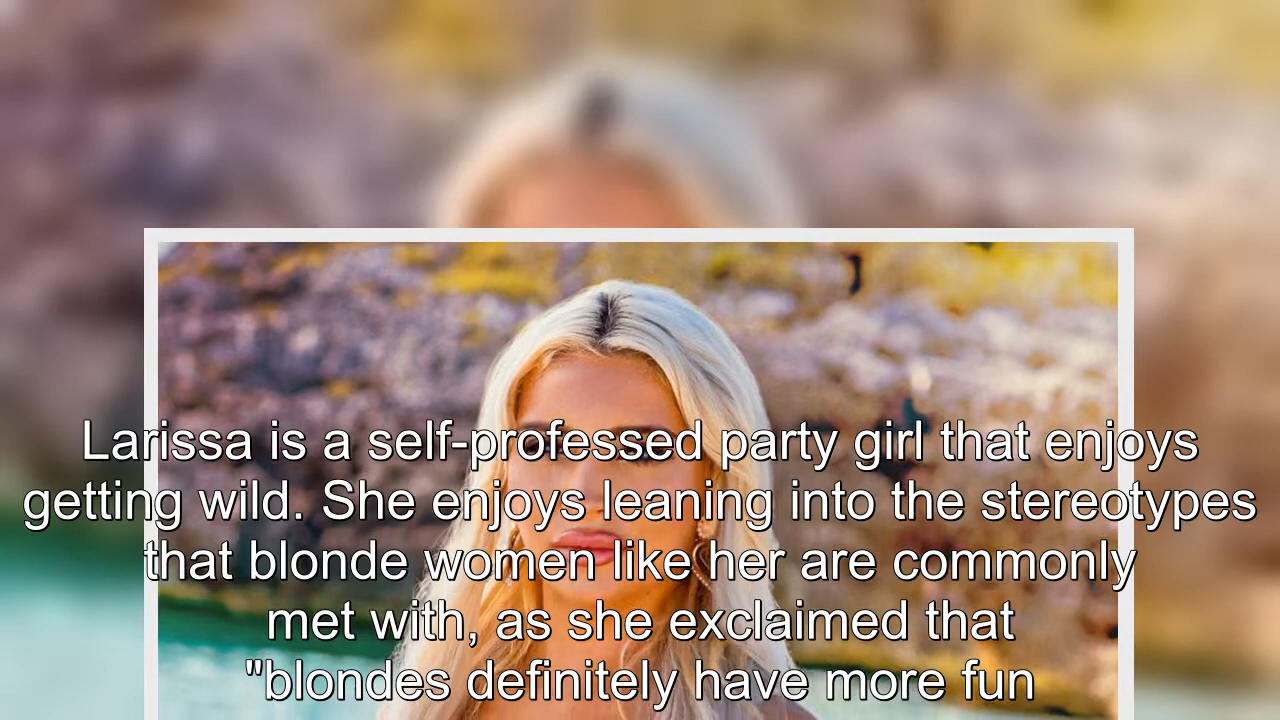 Larissa is a self-professed party girl that enjoys
getting wild. She enjoys leaning into the stereotypes
that blonde women like her are commonly
met with, as she exclaimed that
"blondes definitely have more fun